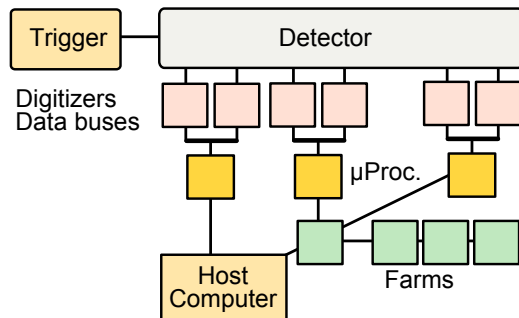 Trigger
Detector
Digitizers
Data buses
µProc.
Host
Computer
Farms